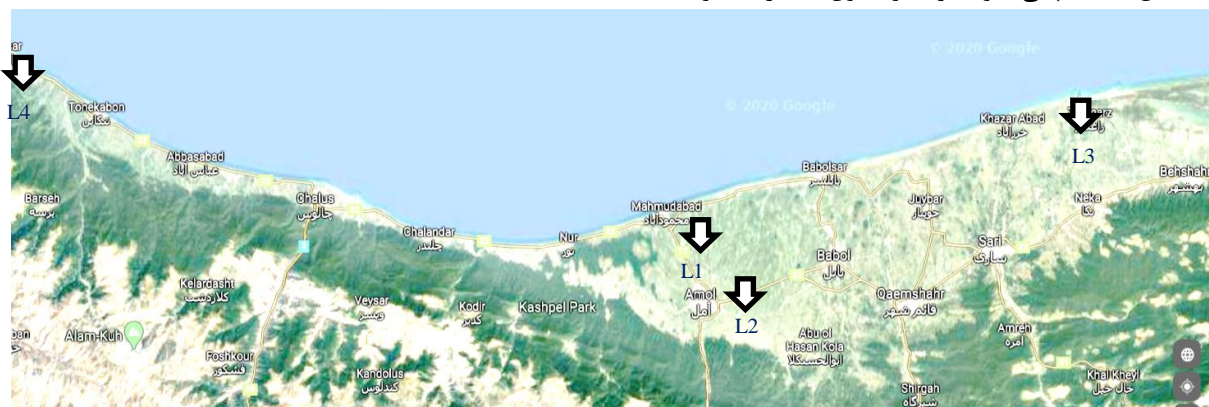 © 2020 Google
© 2020 Google
L4
Tonekabon
تنکابن
Abbasabad
عباس آباد
Bareeh
برسه
Chalus
چالوس
Chalandar
چلندر
Nur
نور
Mahmudabad
محمودآباد
Babolsar
بابلسر
Khazar Abad
خزرآباد
L3
Behshahr
بهشهر
Neka
نکا
Juybar
جویبار
L1
Babol
بابل
Sari
ساری
Kelardasht
کلاردشت
Veysar
ویسر
Kodir
کدیر
Kashpel Park
Amol
آمل
L2
Qaemshahr
قائم شهر
Alam-Kuh
Foshkour
فشکور
Abu ol
Hasan Kola
ابوالحسنکلا
Amreh
امره
Kandolus
کندلوس
Shirgah
شیرگاه
Khal Kheyl
خال خیل